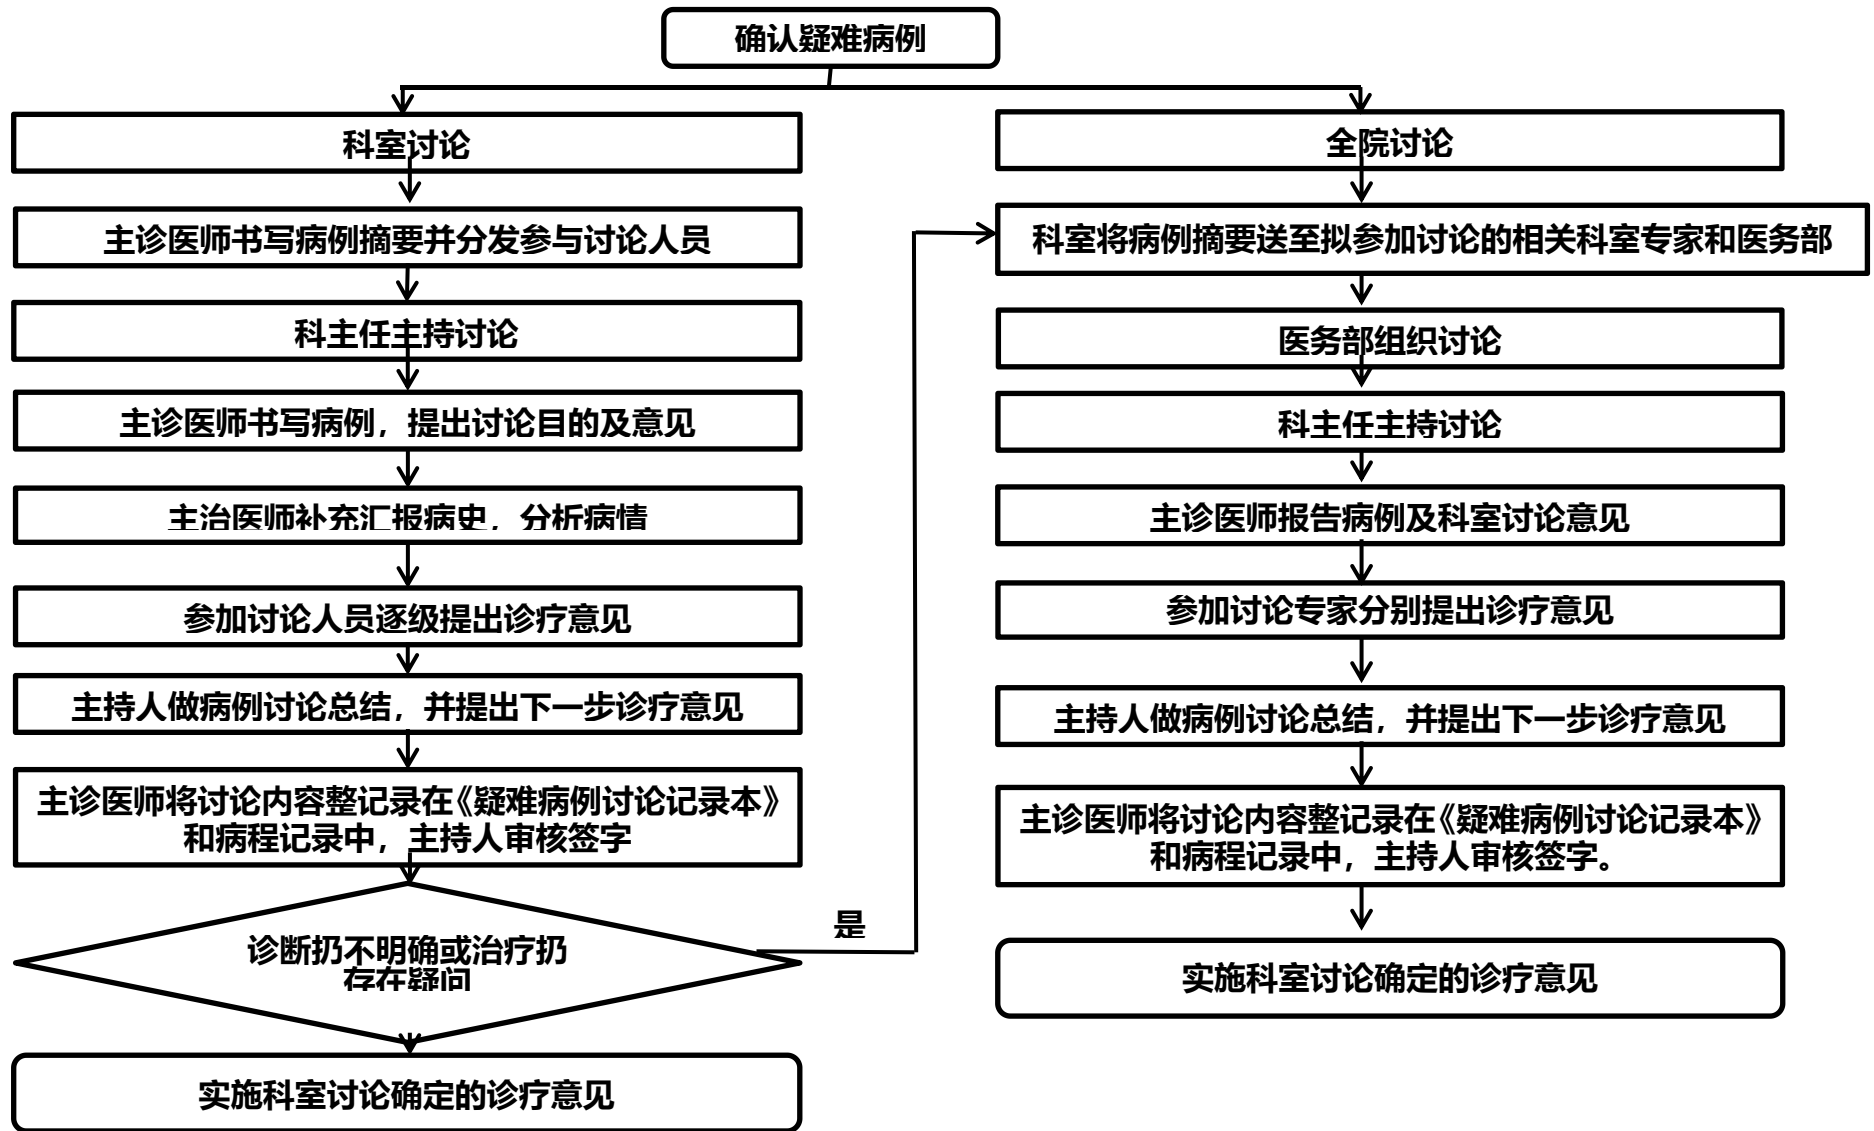 确认疑难病例
科室讨论
主诊医师书写病例摘要并分发参与讨论人员
科主任主持讨论
主诊医师书写病例，提出讨论目的及意见
主治医师补充汇报病史，分析病情
参加讨论人员逐级提出诊疗意见
主持人做病例讨论总结，并提出下一步诊疗意见
主诊医师将讨论内容整记录在《疑难病例讨论记录本》
和病程记录中，主持人审核签字
诊断扔不明确或治疗扔
存在疑问
是
实施科室讨论确定的诊疗意见
全院讨论
科室将病例摘要送至拟参加讨论的相关科室专家和医务部
医务部组织讨论
科主任主持讨论
主诊医师报告病例及科室讨论意见
参加讨论专家分别提出诊疗意见
主持人做病例讨论总结，并提出下一步诊疗意见
主诊医师将讨论内容整记录在《疑难病例讨论记录本》
和病程记录中，主持人审核签字。
实施科室讨论确定的诊疗意见